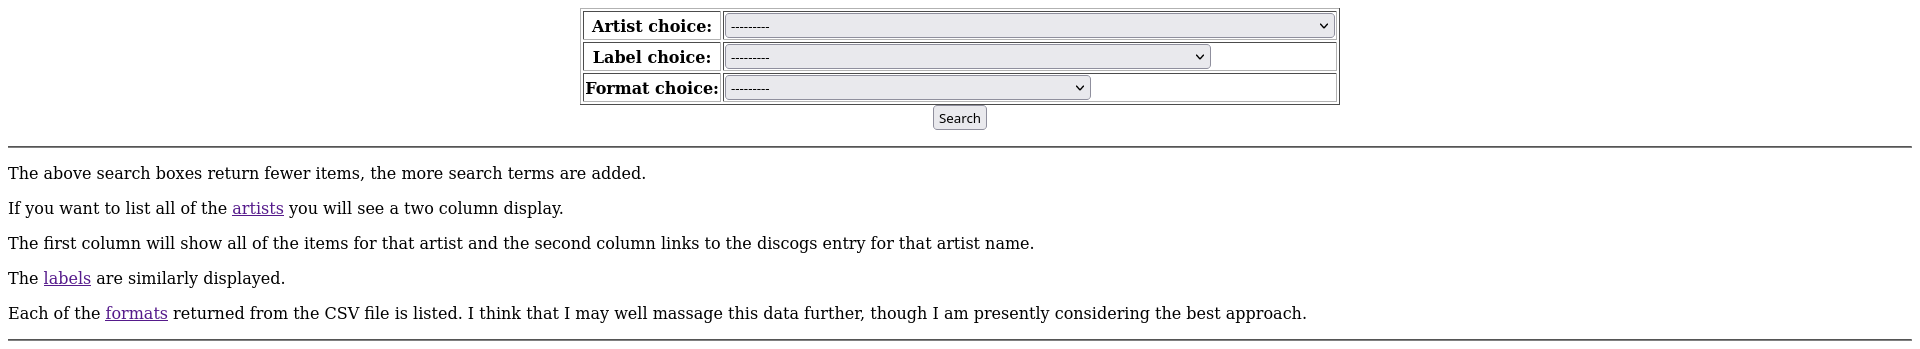 Artist choice: ---------
Label choice: ---------
Format choice: ---------
Search
The above search boxes return fewer items, the more search terms are added.
If you want to list all of the artists you will see a two column display.
The first column will show all of the items for that artist and the second column links to the discogs entry for that artist name.
The labels are similarly displayed.
Each of the formats returned from the CSV file is listed. I think that I may well massage this data further, though I am presently considering the best approach.